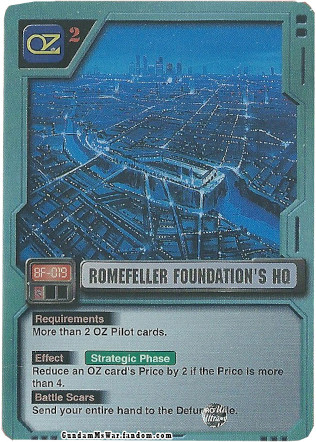 OZ 2
BF-019
ROMEFELLER FOUNDATION'S HQ
Requirements
More than 2 OZ Pilot cards.
Effect Strategic Phase
Reduce an OZ card's Price by 2 if the Price is more
than 4.
Battle Scars
Send your entire hand to the Defunct Pile.
GundamMsWar.fandom.com